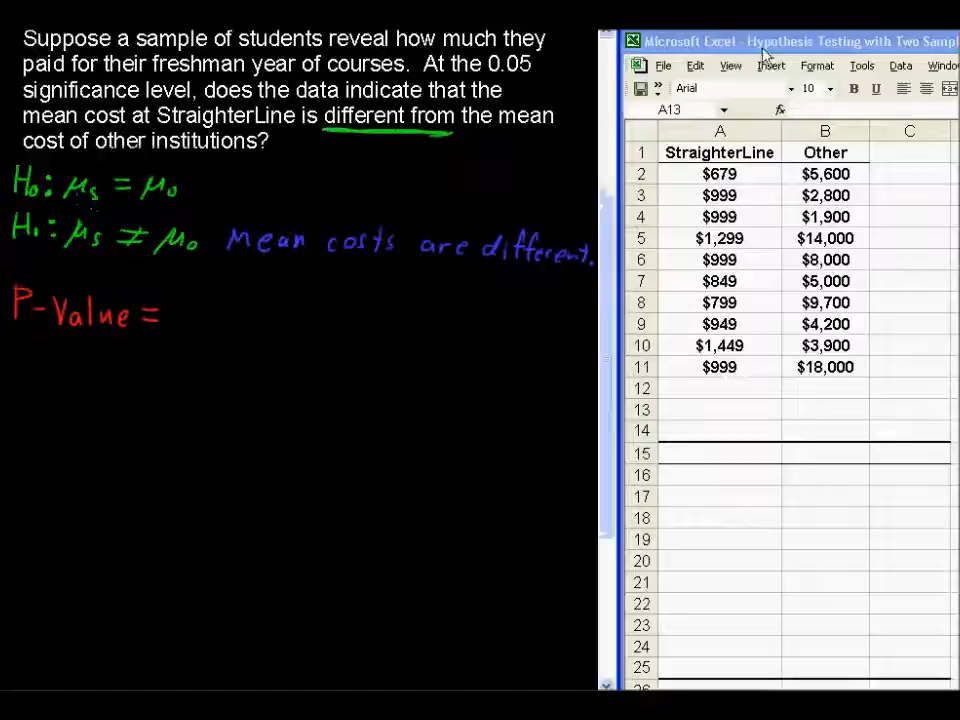 Suppose a sample of students reveal how much they
paid for their freshman year of courses. At the 0.05
significance level, does the data indicate that the
mean cost at StraighterLine is different from the mean
cost of other institutions?
H₀: μₛ = μ₀
H₁: μₛ ≠ μ₀ Mean costs are different.
P-Value =
Microsoft Excel - Hypothesis Testing with Two Sampl
File Edit View Insert Format Tools Data Window
Arial 10 B U
A13 fx
A B C
1 StraighterLine Other
2 $679 $5,600
3 $999 $2,800
4 $999 $1,900
5 $1,299 $14,000
6 $999 $8,000
7 $849 $5,000
8 $799 $9,700
9 $949 $4,200
10 $1,449 $3,900
11 $999 $18,000
12
13
14
15
16
17
18
19
20
21
22
23
24
25
26